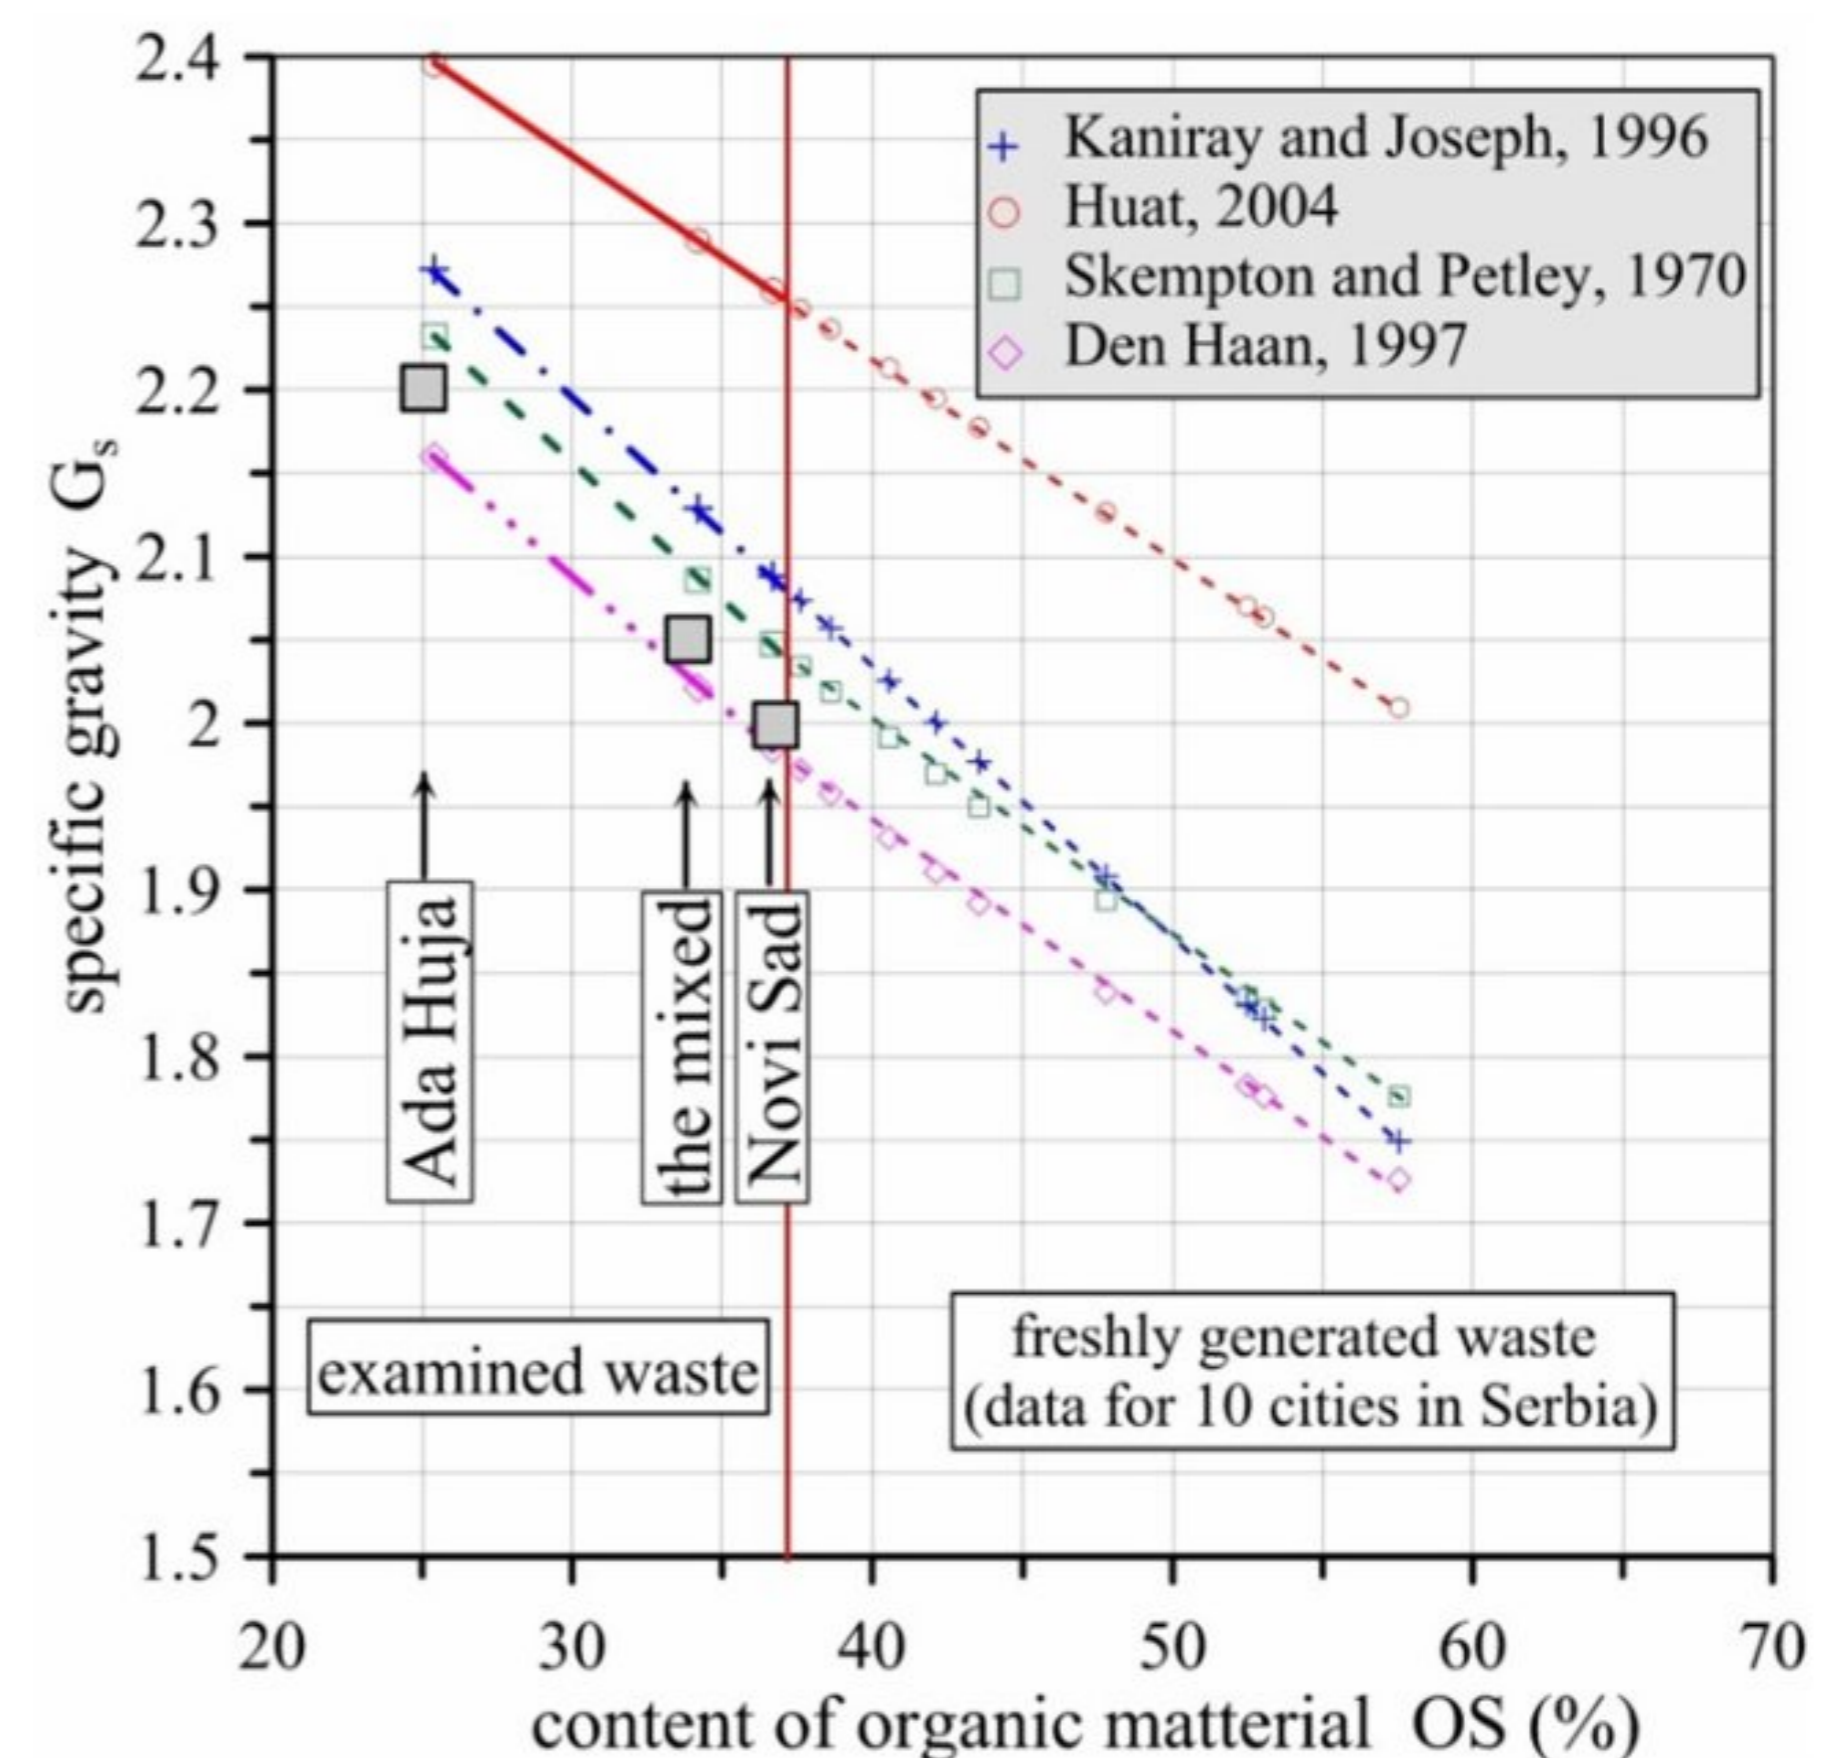 2.4
2.3
2.2
2.1
2
1.9
1.8
1.7
1.6
1.5
specific gravity Gs
Kaniray and Joseph, 1996
Huat, 2004
Skempton and Petley, 1970
Den Haan, 1997
Ada Huja
the mixed
Novi Sad
examined waste
freshly generated waste
(data for 10 cities in Serbia)
20 30 40 50 60 70
content of organic matterial OS (%)